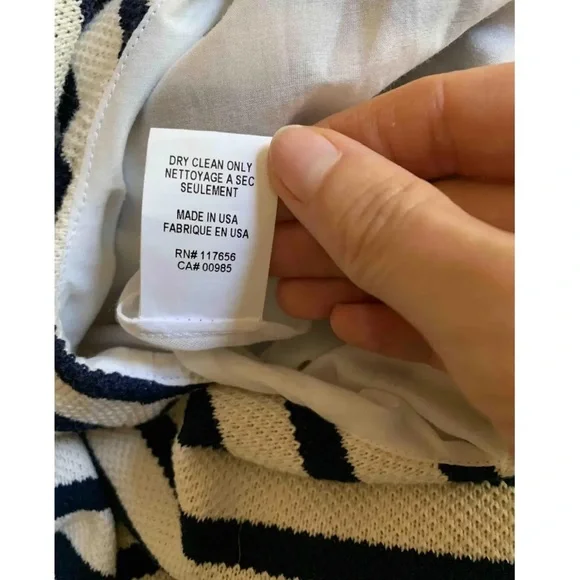 DRY CLEAN ONLY
NETTOYAGE A SEC
SEULEMENT
MADE IN USA
FABRIQUE EN USA
RN# 117656
CA# 00985